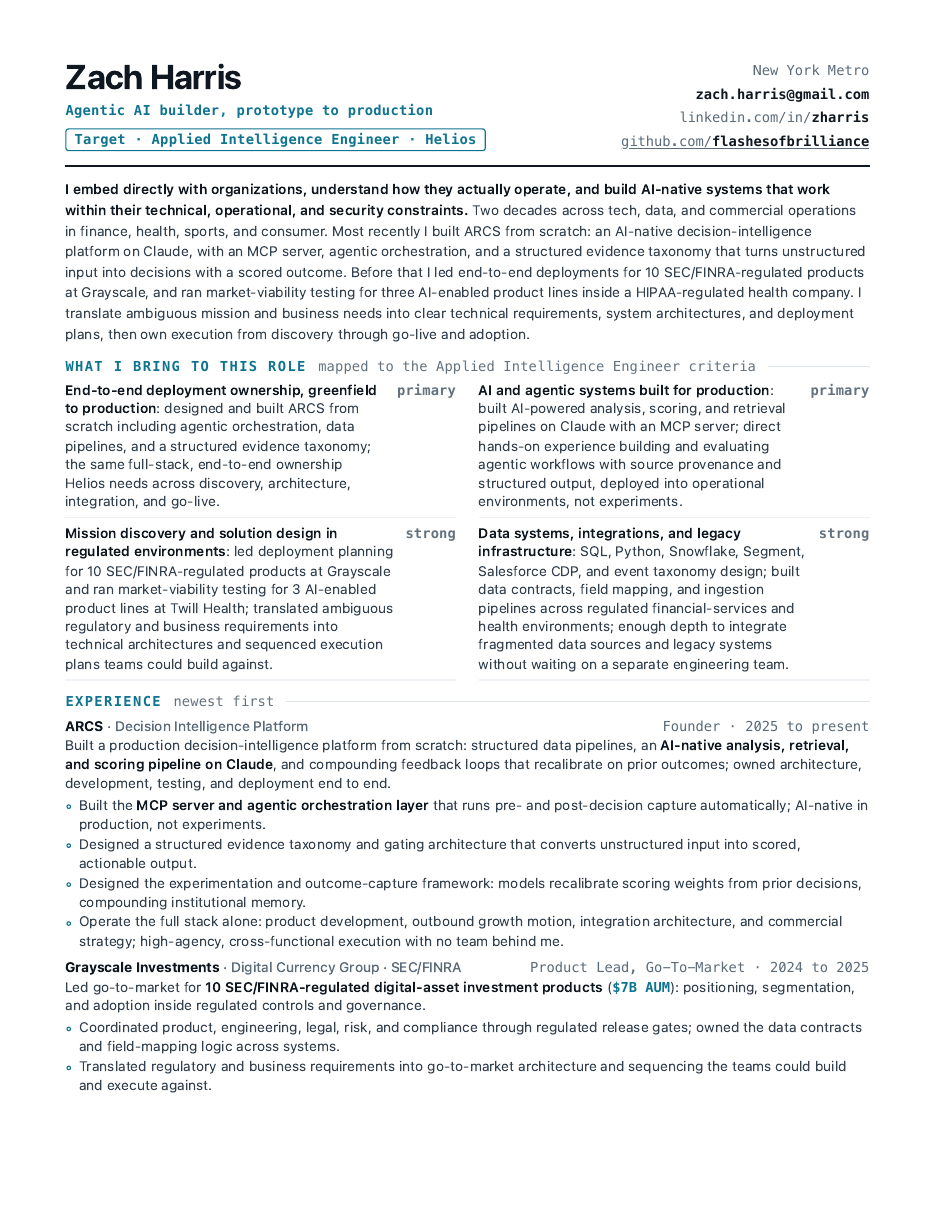 Zach Harris
Agentic AI builder, prototype to production
Target · Applied Intelligence Engineer · Helios
New York Metro
zach.harris@gmail.com
linkedin.com/in/zharris
github.com/flashesofbrilliance
I embed directly with organizations, understand how they actually operate, and build AI-native systems that work
within their technical, operational, and security constraints. Two decades across tech, data, and commercial operations
in finance, health, sports, and consumer. Most recently I built ARCS from scratch: an AI-native decision-intelligence
platform on Claude, with an MCP server, agentic orchestration, and a structured evidence taxonomy that turns unstructured
input into decisions with a scored outcome. Before that I led end-to-end deployments for 10 SEC/FINRA-regulated products
at Grayscale, and ran market-viability testing for three AI-enabled product lines inside a HIPAA-regulated health company. I
translate ambiguous mission and business needs into clear technical requirements, system architectures, and deployment
plans, then own execution from discovery through go-live and adoption.
WHAT I BRING TO THIS ROLE mapped to the Applied Intelligence Engineer criteria
End-to-end deployment ownership, greenfield primary
to production: designed and built ARCS from
scratch including agentic orchestration, data
pipelines, and a structured evidence taxonomy;
the same full-stack, end-to-end ownership
Helios needs across discovery, architecture,
integration, and go-live.
AI and agentic systems built for production: primary
built AI-powered analysis, scoring, and retrieval
pipelines on Claude with an MCP server; direct
hands-on experience building and evaluating
agentic workflows with source provenance and
structured output, deployed into operational
environments, not experiments.
Mission discovery and solution design in strong
regulated environments: led deployment planning
for 10 SEC/FINRA-regulated products at Grayscale
and ran market-viability testing for 3 AI-enabled
product lines at Twill Health; translated ambiguous
regulatory and business requirements into
technical architectures and sequenced execution
plans teams could build against.
Data systems, integrations, and legacy strong
infrastructure: SQL, Python, Snowflake, Segment,
Salesforce CDP, and event taxonomy design; built
data contracts, field mapping, and ingestion
pipelines across regulated financial-services and
health environments; enough depth to integrate
fragmented data sources and legacy systems
without waiting on a separate engineering team.
EXPERIENCE newest first
ARCS · Decision Intelligence Platform Founder · 2025 to present
Built a production decision-intelligence platform from scratch: structured data pipelines, an AI-native analysis, retrieval,
and scoring pipeline on Claude, and compounding feedback loops that recalibrate on prior outcomes; owned architecture,
development, testing, and deployment end to end.
Built the MCP server and agentic orchestration layer that runs pre- and post-decision capture automatically; AI-native in
production, not experiments.
Designed a structured evidence taxonomy and gating architecture that converts unstructured input into scored,
actionable output.
Designed the experimentation and outcome-capture framework: models recalibrate scoring weights from prior decisions,
compounding institutional memory.
Operate the full stack alone: product development, outbound growth motion, integration architecture, and commercial
strategy; high-agency, cross-functional execution with no team behind me.
Grayscale Investments · Digital Currency Group · SEC/FINRA Product Lead, Go-To-Market · 2024 to 2025
Led go-to-market for 10 SEC/FINRA-regulated digital-asset investment products ($7B AUM): positioning, segmentation,
and adoption inside regulated controls and governance.
Coordinated product, engineering, legal, risk, and compliance through regulated release gates; owned the data contracts
and field-mapping logic across systems.
Translated regulatory and business requirements into go-to-market architecture and sequencing the teams could build
and execute against.